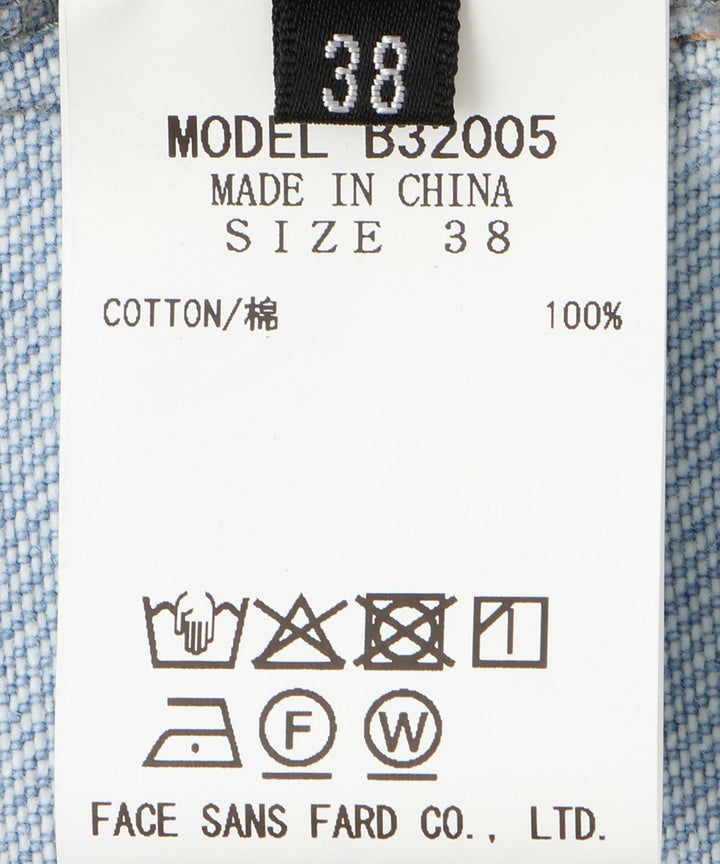 38
MODEL B32005
MADE IN CHINA
SIZE 38
COTTON/棉 100%
F W
FACE SANS FARD CO., LTD.